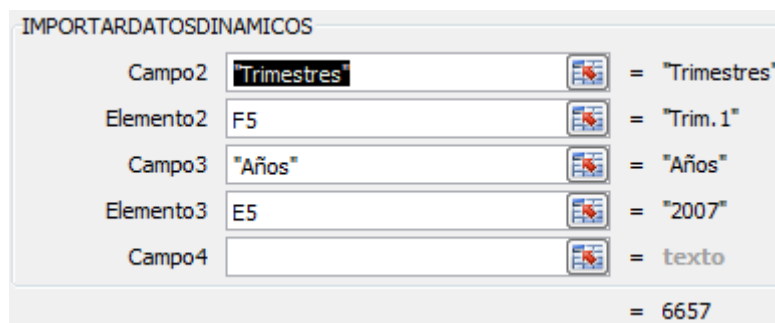 IMPORTARDATOSDINAMICOS
Campo2 "Trimestres" = "Trimestres"
Elemento2 F5 = "Trim.1"
Campo3 "Años" = "Años"
Elemento3 E5 = "2007"
Campo4 = texto
= 6657